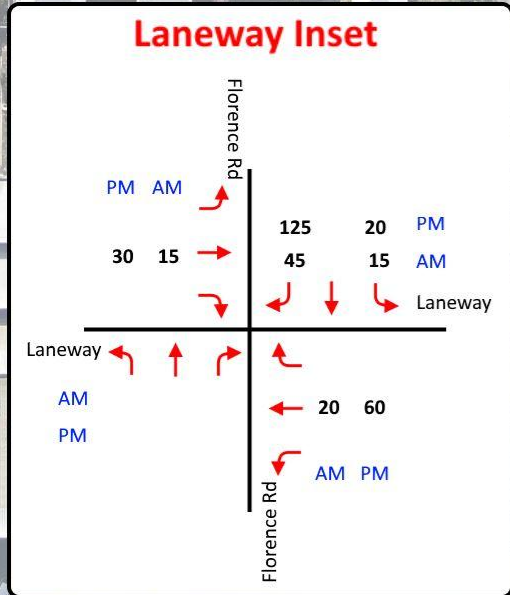 Laneway Inset
Florence Rd
PM AM
125 20 PM
30 15
45 15 AM
Laneway
Laneway
AM
20 60
PM
AM PM
Florence Rd